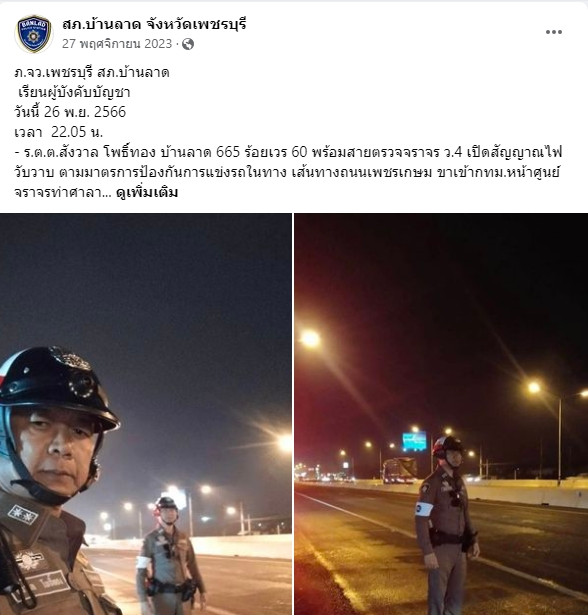 สภ.บ้านลาด จังหวัดเพชรบุรี
27 พฤศจิกายน 2023 ·
ภ.จว.เพชรบุรี สภ.บ้านลาด
เรียนผู้บังคับบัญชา
วันนี้ 26 พ.ย. 2566
เวลา 22.05 น.
- ร.ต.ต.สังวาล โพธิ์ทอง บ้านลาด 665 ร้อยเวร 60 พร้อมสายตรวจจราจร ว.4 เปิดสัญญาณไฟ
วับวาบ ตามมาตรการป้องกันการแข่งรถในทาง เส้นทางถนนเพชรเกษม ขาเข้ากทม.หน้าศูนย์
จราจรท่าศาลา... ดูเพิ่มเติม